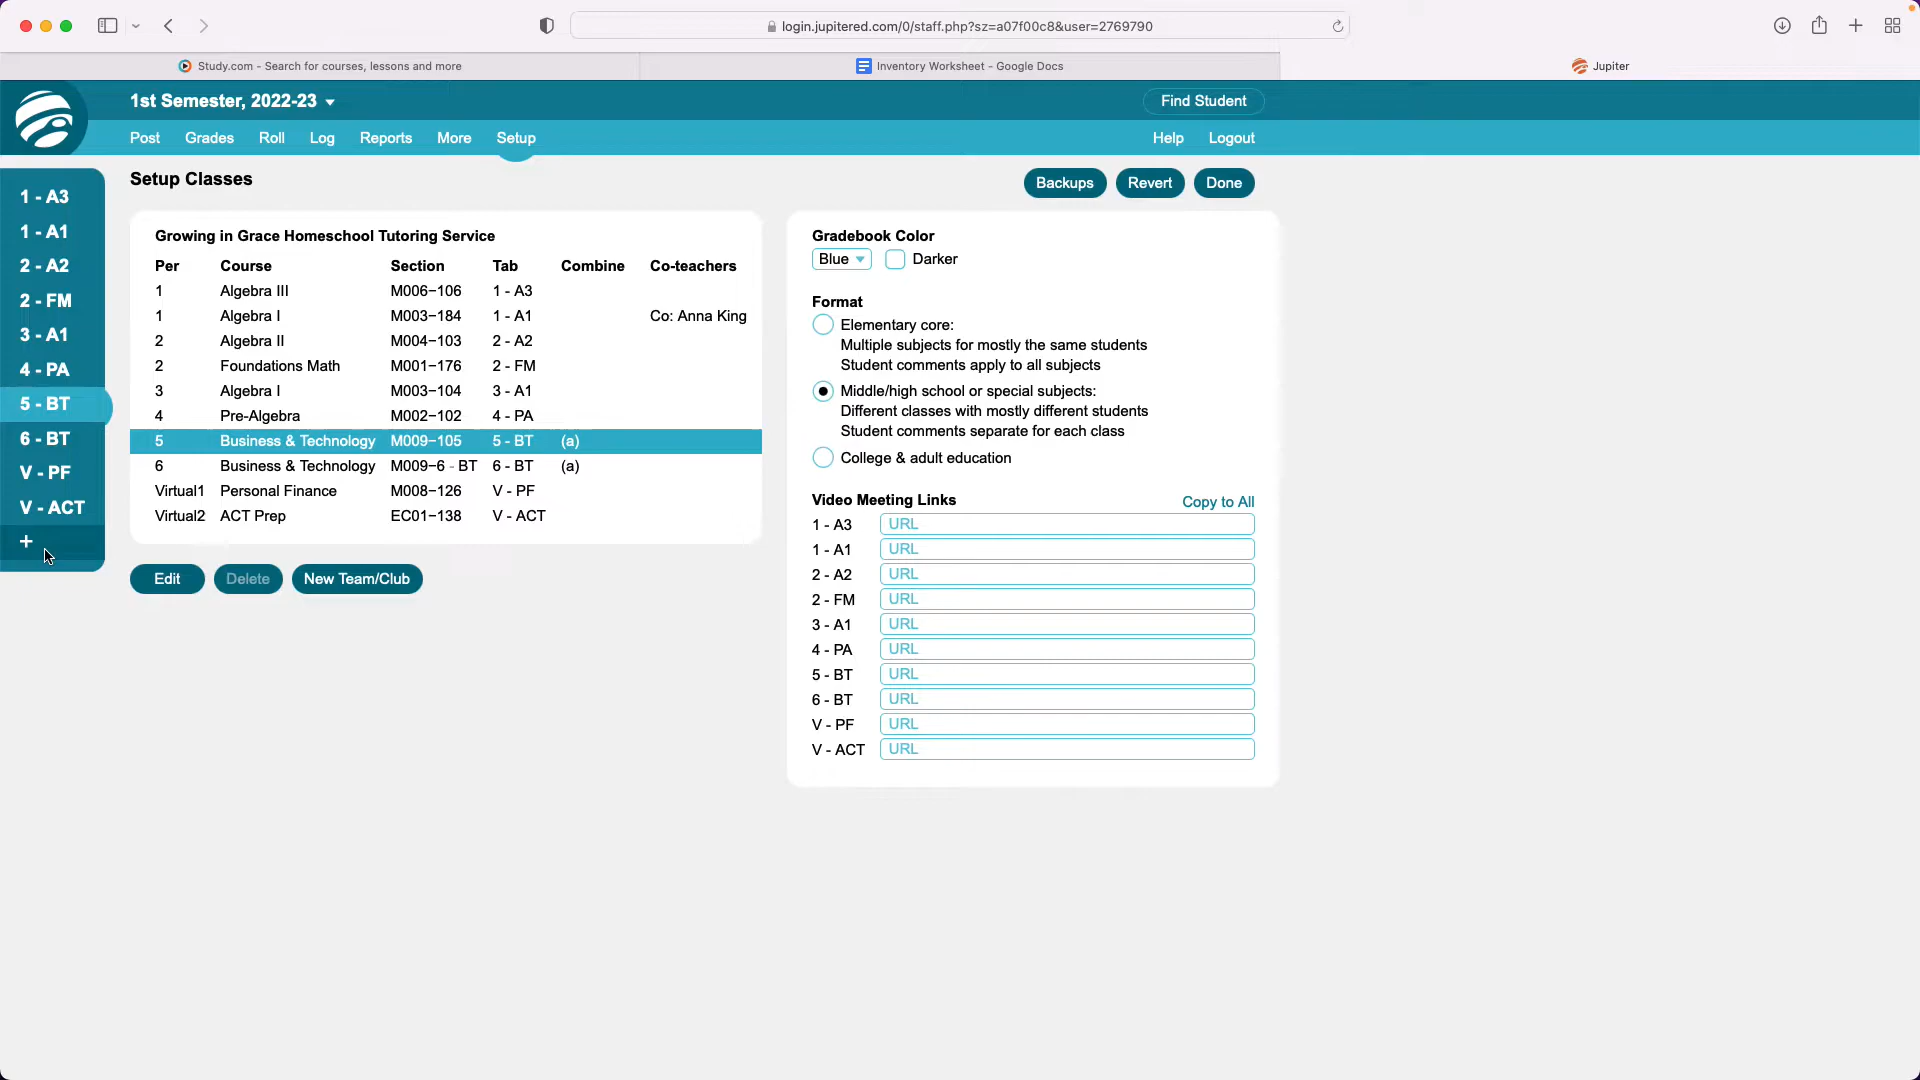 login.jupitered.com/0/staff.php?sz=a07f00c8&user=2769790
Study.com - Search for courses, lessons and more
Inventory Worksheet - Google Docs
Jupiter
1st Semester, 2022-23
Find Student
Post Grades Roll Log Reports More Setup
Help Logout
1 - A3
1 - A1
2 - A2
2 - FM
3 - A1
4 - PA
5 - BT
6 - BT
V - PF
V - ACT
+
Setup Classes
Backups Revert Done
Growing in Grace Homeschool Tutoring Service
Per Course Section Tab Combine Co-teachers
1 Algebra III M006-106 1 - A3
1 Algebra I M003-184 1 - A1 Co: Anna King
2 Algebra II M004-103 2 - A2
2 Foundations Math M001-176 2 - FM
3 Algebra I M003-104 3 - A1
4 Pre-Algebra M002-102 4 - PA
5 Business & Technology M009-105 5 - BT (a)
6 Business & Technology M009-6 - BT 6 - BT (a)
Virtual1 Personal Finance M008-126 V - PF
Virtual2 ACT Prep EC01-138 V - ACT
Edit Delete New Team/Club
Gradebook Color
Blue Darker
Format
Elementary core:
Multiple subjects for mostly the same students
Student comments apply to all subjects
Middle/high school or special subjects:
Different classes with mostly different students
Student comments separate for each class
College & adult education
Video Meeting Links Copy to All
1 - A3 URL
1 - A1 URL
2 - A2 URL
2 - FM URL
3 - A1 URL
4 - PA URL
5 - BT URL
6 - BT URL
V - PF URL
V - ACT URL